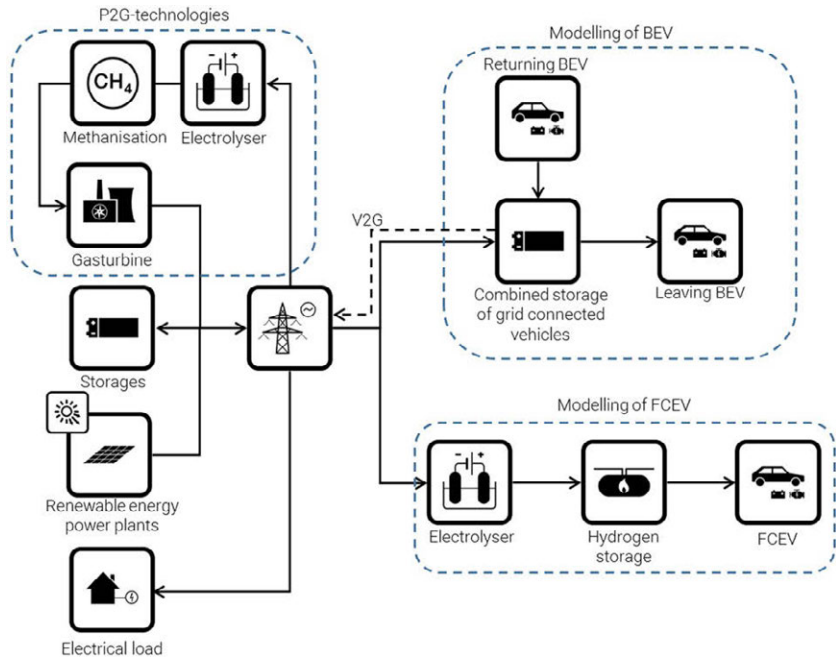 P2G-technologies
CH4
Methanisation
- +
Electrolyser
Gasturbine
Storages
Renewable energy
power plants
Electrical load
V2G
Modelling of BEV
Returning BEV
Combined storage
of grid connected
vehicles
Leaving BEV
Modelling of FCEV
- +
Electrolyser
Hydrogen
storage
FCEV